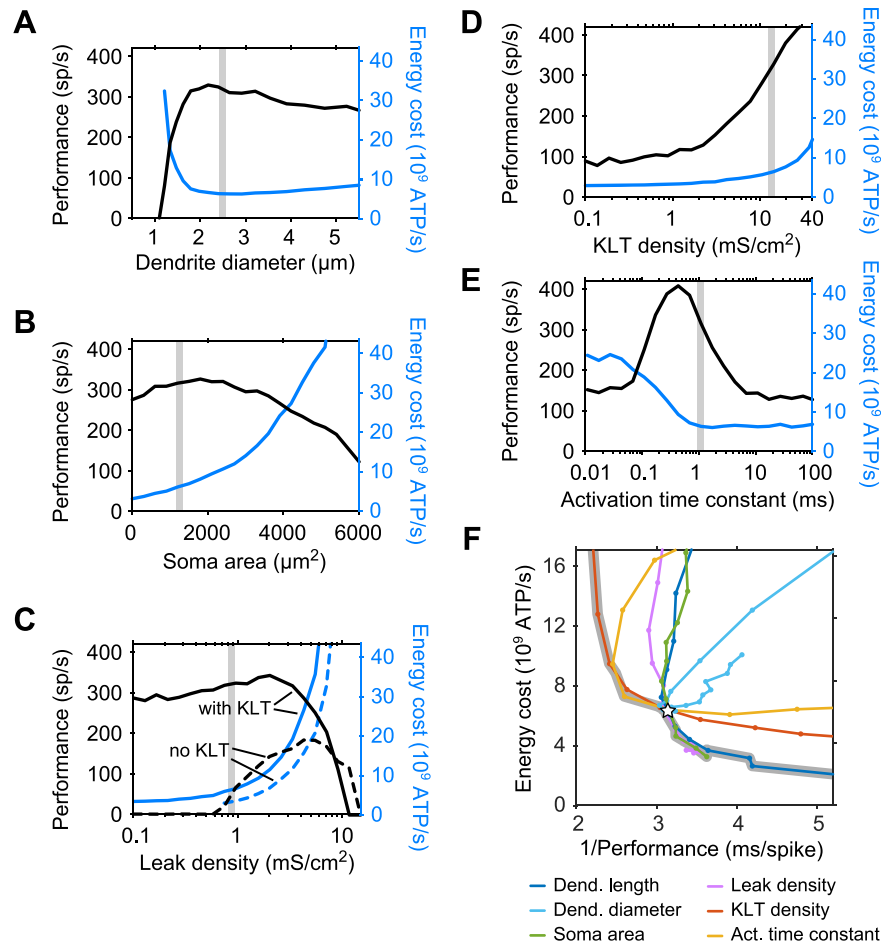 A
Performance (sp/s)
400
300
200
100
0
1 2 3 4 5
Dendrite diameter (µm)
40
30
20
10
0
Energy cost (10⁹ ATP/s)
B
Performance (sp/s)
400
300
200
100
0
0 2000 4000 6000
Soma area (µm²)
40
30
20
10
0
Energy cost (10⁹ ATP/s)
C
Performance (sp/s)
400
300
200
100
0
with KLT
no KLT
0.1 1 10
Leak density (mS/cm²)
40
30
20
10
0
Energy cost (10⁹ ATP/s)
D
Performance (sp/s)
400
300
200
100
0
0.1 1 10 40
KLT density (mS/cm²)
40
30
20
10
0
Energy cost (10⁹ ATP/s)
E
Performance (sp/s)
400
300
200
100
0
0.01 0.1 1 10 100
Activation time constant (ms)
40
30
20
10
0
Energy cost (10⁹ ATP/s)
F
Energy cost (10⁹ ATP/s)
16
12
8
4
0
2 3 4 5
1/Performance (ms/spike)
Dend. length
Dend. diameter
Soma area
Leak density
KLT density
Act. time constant